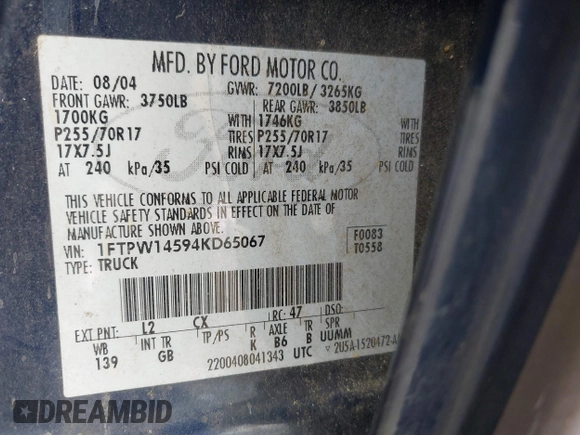 MFD. BY FORD MOTOR CO.
DATE: 08/04 GVWR: 7200LB/ 3265KG
FRONT GAWR: 3750LB REAR GAWR: 3850LB
1700KG WITH 1746KG WITH
P255/70R17 TIRES P255/70R17 TIRES
17X7.5J RIMS 17X7.5J RIMS
AT 240 kPa/35 PSI COLD AT 240 kPa/35 PSI COLD
THIS VEHICLE CONFORMS TO ALL APPLICABLE FEDERAL MOTOR
VEHICLE SAFETY STANDARDS IN EFFECT ON THE DATE OF
MANUFACTURE SHOWN ABOVE.
VIN: 1FTPW14594KD65067 F0083
TYPE: TRUCK T0558
EXT PNT: L2 CX RC: 47 DSO:
WB INT TR TP/PS R AXLE TR SPR
139 GB K B6 B UUMM
2200408041343 UTC V 2U5A-1520472-A
DREAMBID